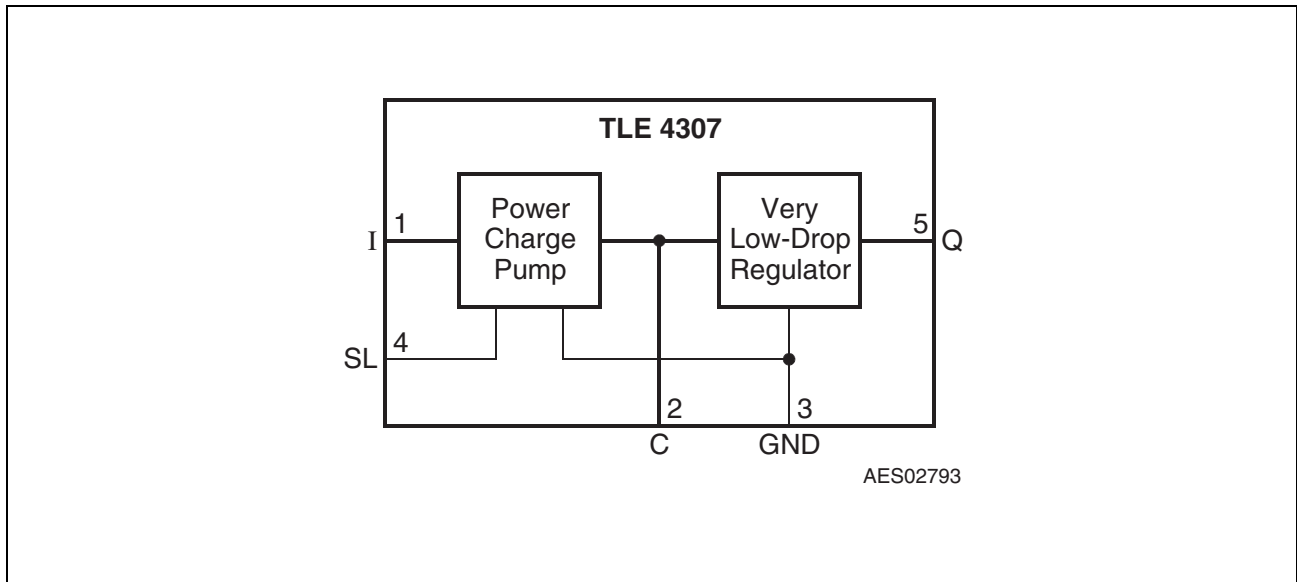 TLE 4307
Power
Charge
Pump
Very
Low-Drop
Regulator
1
I
5
Q
4
SL
2
3
C
GND
AES02793